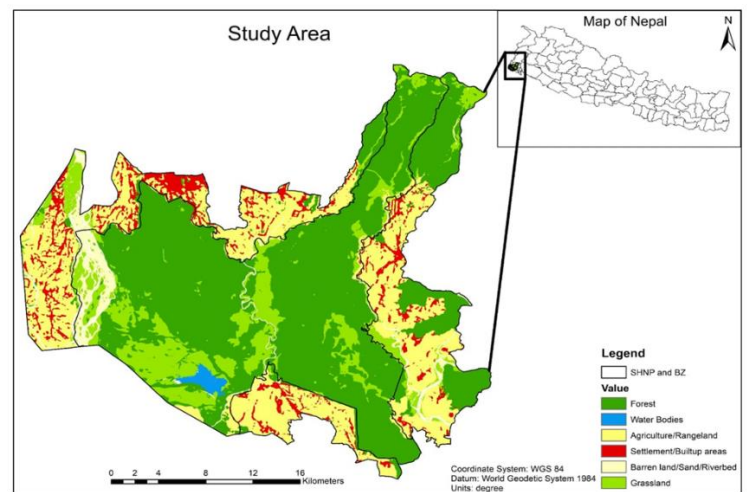 Study Area
Map of Nepal
N
Legend
SHNP and BZ
Value
Forest
Water Bodies
Agriculture/Rangeland
Settlement/Builtup areas
Barren land/Sand/Riverbed
Grassland
0 2 4 8 12 16
Kilometers
Coordinate System: WGS 84
Datum: World Geodetic System 1984
Units: degree